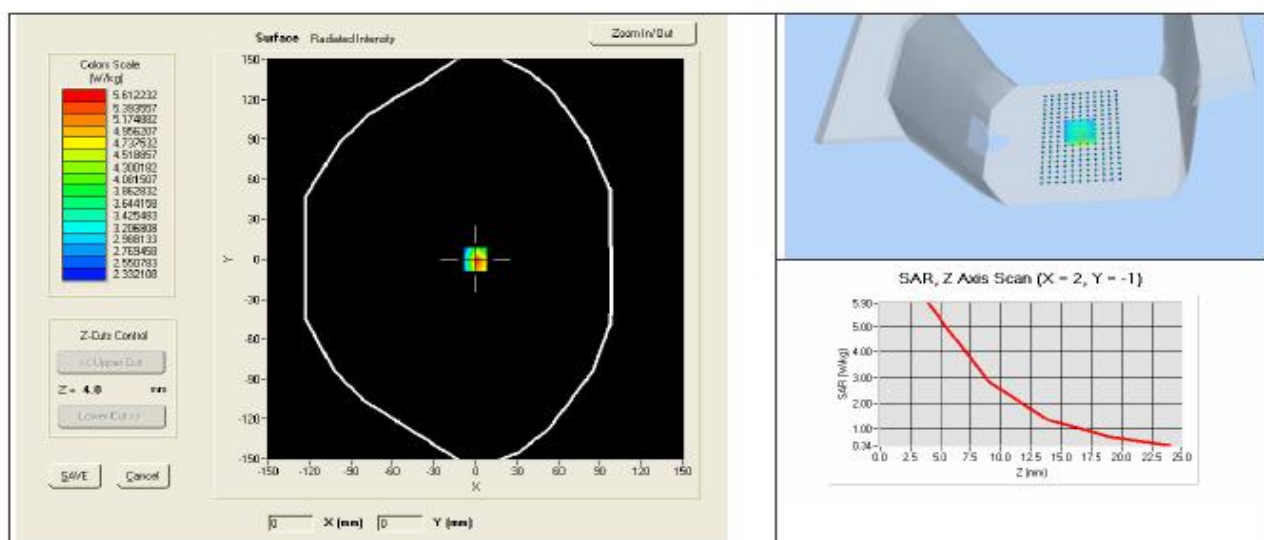 Surface Radiated Intensity
Zoom In/Out
Colors Scale
(W/kg)
5.612232
5.393557
5.174882
4.956207
4.737532
4.518857
4.300182
4.081507
3.862832
3.644158
3.425483
3.206808
2.988133
2.769458
2.550783
2.332108
Z-Cuts Control
<< Upper Cut
Z = 4.0 mm
Lower Cut >>
SAVE Cancel
150
120
90
60
30
0
-30
-60
-90
-120
-150
Y
-150 -120 -90 -60 -30 0 30 60 90 120 150
X
0 X (mm) 0 Y (mm)
SAR, Z Axis Scan (X = 2, Y = -1)
5.90
5.00
4.00
3.00
2.00
1.00
0.34
SAR (W/kg)
0.0 2.5 5.0 7.5 10.0 12.5 15.0 17.5 20.0 22.5 25.0
Z (mm)